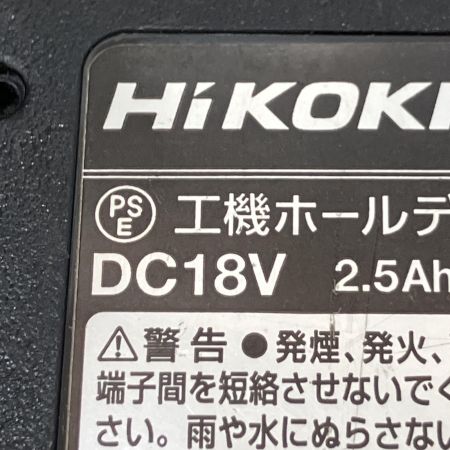 HiKOKI
PS
E 工機ホールデ
DC18V 2.5Ah
⚠警告 ●発煙、発火、
端子間を短絡させないでく
さい。雨や水にぬらさない